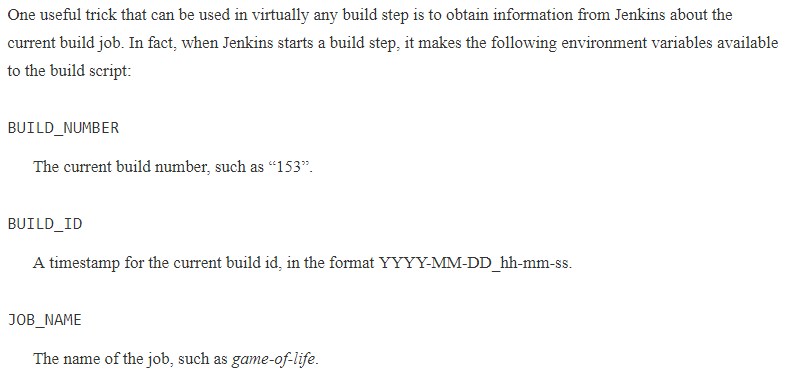 One useful trick that can be used in virtually any build step is to obtain information from Jenkins about the
current build job. In fact, when Jenkins starts a build step, it makes the following environment variables available
to the build script:
BUILD_NUMBER
The current build number, such as “153”.
BUILD_ID
A timestamp for the current build id, in the format YYYY-MM-DD_hh-mm-ss.
JOB_NAME
The name of the job, such as game-of-life.